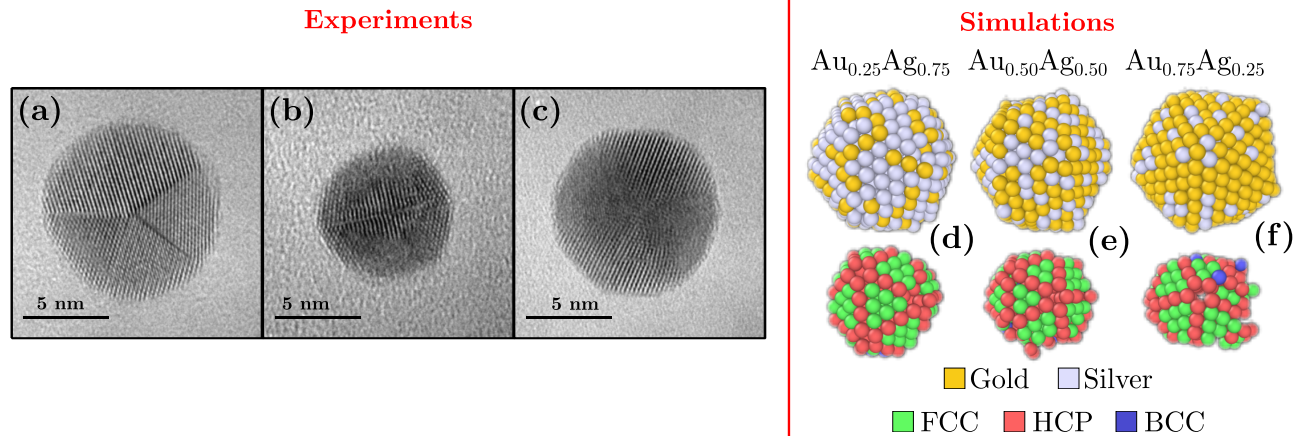 Experiments
(a)
(b)
(c)
5 nm
5 nm
5 nm
Simulations
Au0.25Ag0.75 Au0.50Ag0.50 Au0.75Ag0.25
(d)
(e)
(f)
Gold Silver
FCC HCP BCC